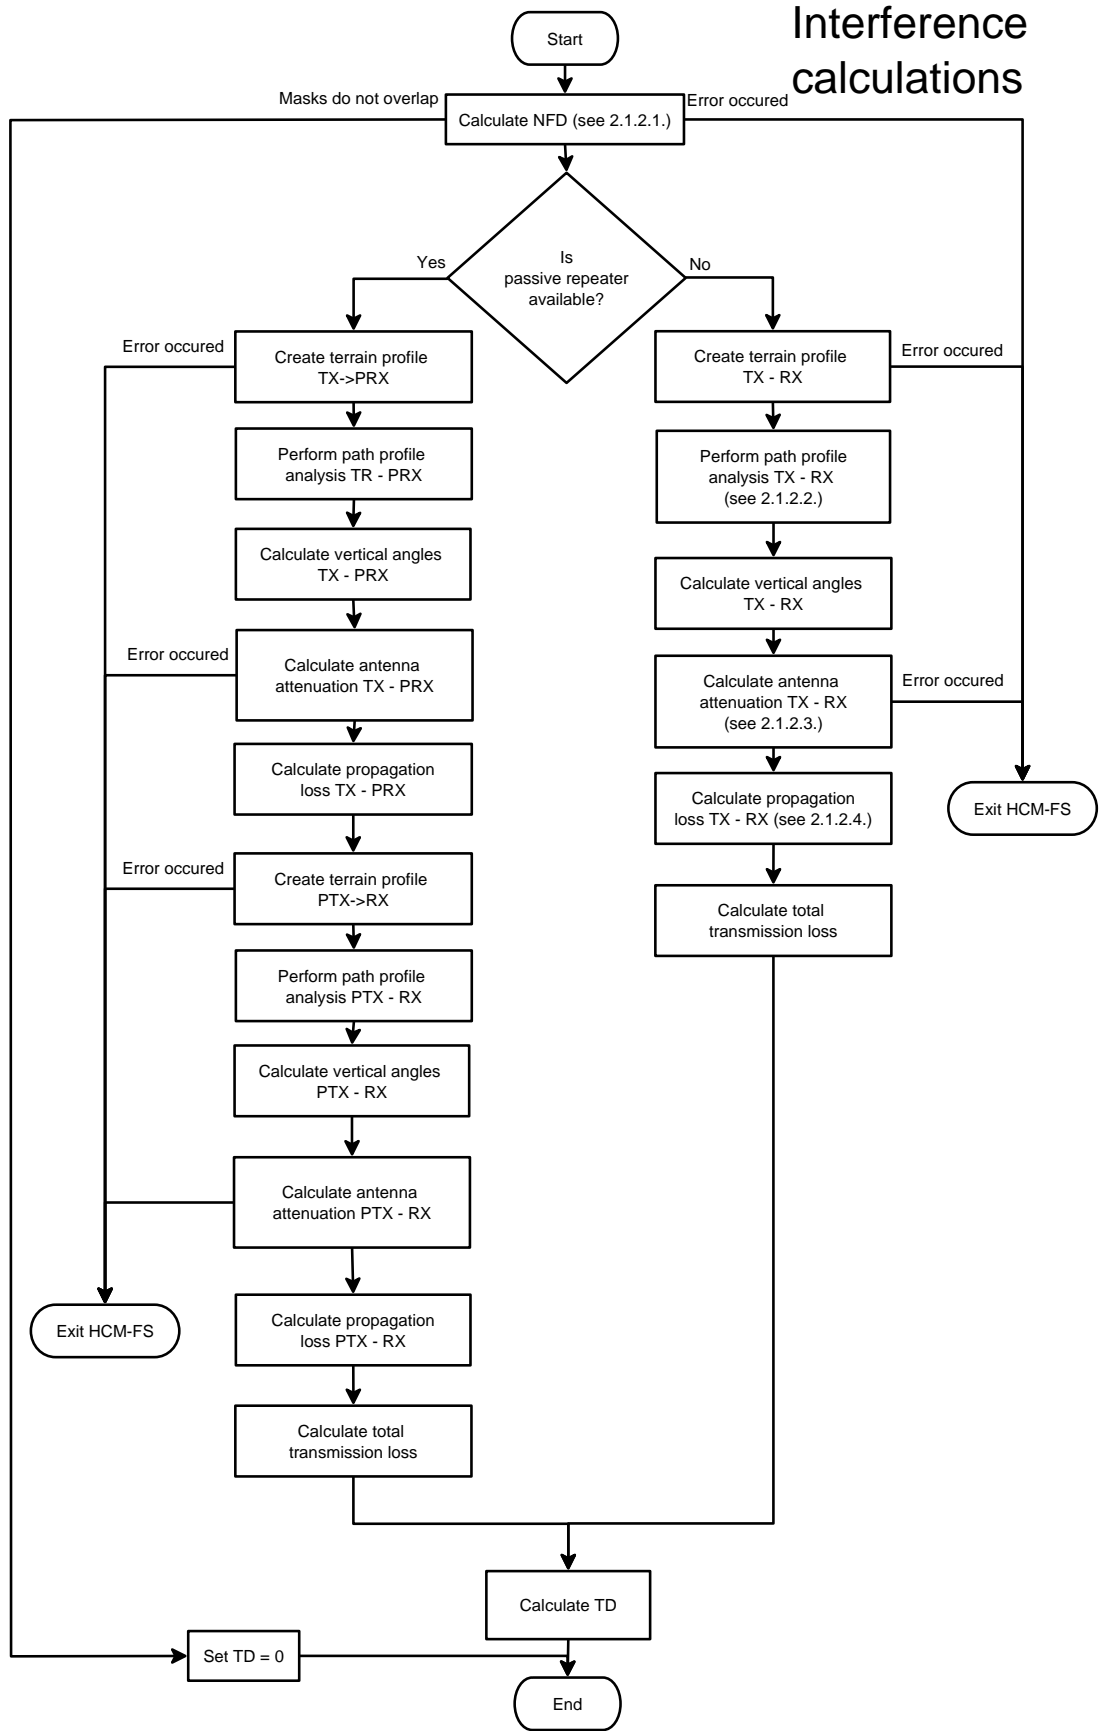 Interference
calculations
Start
Masks do not overlap
Error occured
Calculate NFD (see 2.1.2.1.)
Is
passive repeater
available?
Yes
No
Error occured
Create terrain profile
TX->PRX
Perform path profile
analysis TR - PRX
Calculate vertical angles
TX - PRX
Error occured
Calculate antenna
attenuation TX - PRX
Calculate propagation
loss TX - PRX
Error occured
Create terrain profile
PTX->RX
Perform path profile
analysis PTX - RX
Calculate vertical angles
PTX - RX
Calculate antenna
attenuation PTX - RX
Exit HCM-FS
Calculate propagation
loss PTX - RX
Calculate total
transmission loss
Create terrain profile
TX - RX
Error occured
Perform path profile
analysis TX - RX
(see 2.1.2.2.)
Calculate vertical angles
TX - RX
Calculate antenna
attenuation TX - RX
(see 2.1.2.3.)
Error occured
Calculate propagation
loss TX - RX (see 2.1.2.4.)
Exit HCM-FS
Calculate total
transmission loss
Calculate TD
Set TD = 0
End